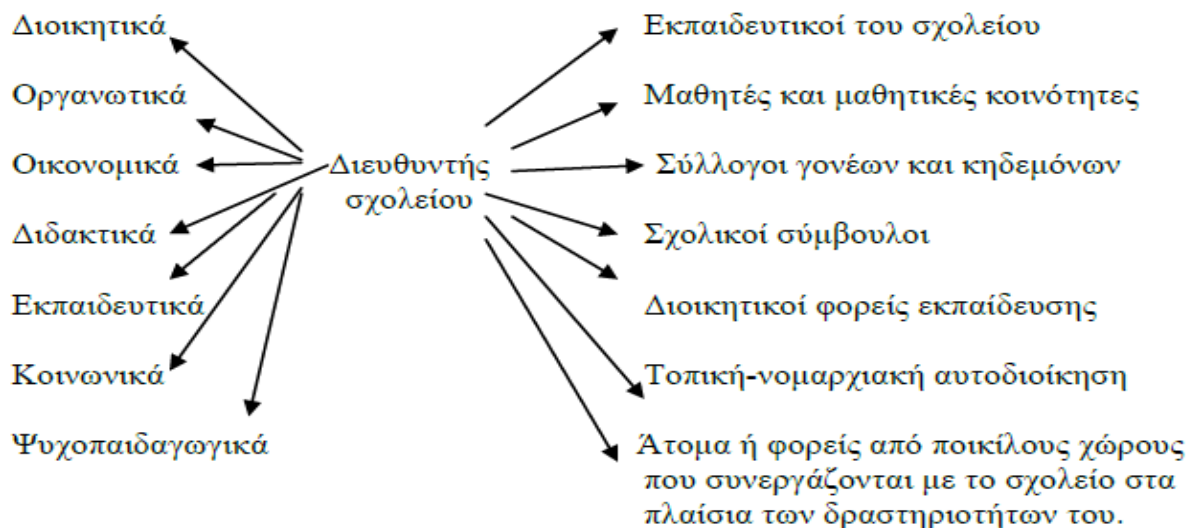 Διοικητικά
Οργανωτικά
Οικονομικά
Διδακτικά
Εκπαιδευτικά
Κοινωνικά
Ψυχοπαιδαγωγικά
Διευθυντής
σχολείου
Εκπαιδευτικοί του σχολείου
Μαθητές και μαθητικές κοινότητες
Σύλλογοι γονέων και κηδεμόνων
Σχολικοί σύμβουλοι
Διοικητικοί φορείς εκπαίδευσης
Τοπική-νομαρχιακή αυτοδιοίκηση
Άτομα ή φορείς από ποικίλους χώρους
που συνεργάζονται με το σχολείο στα
πλαίσια των δραστηριοτήτων του.